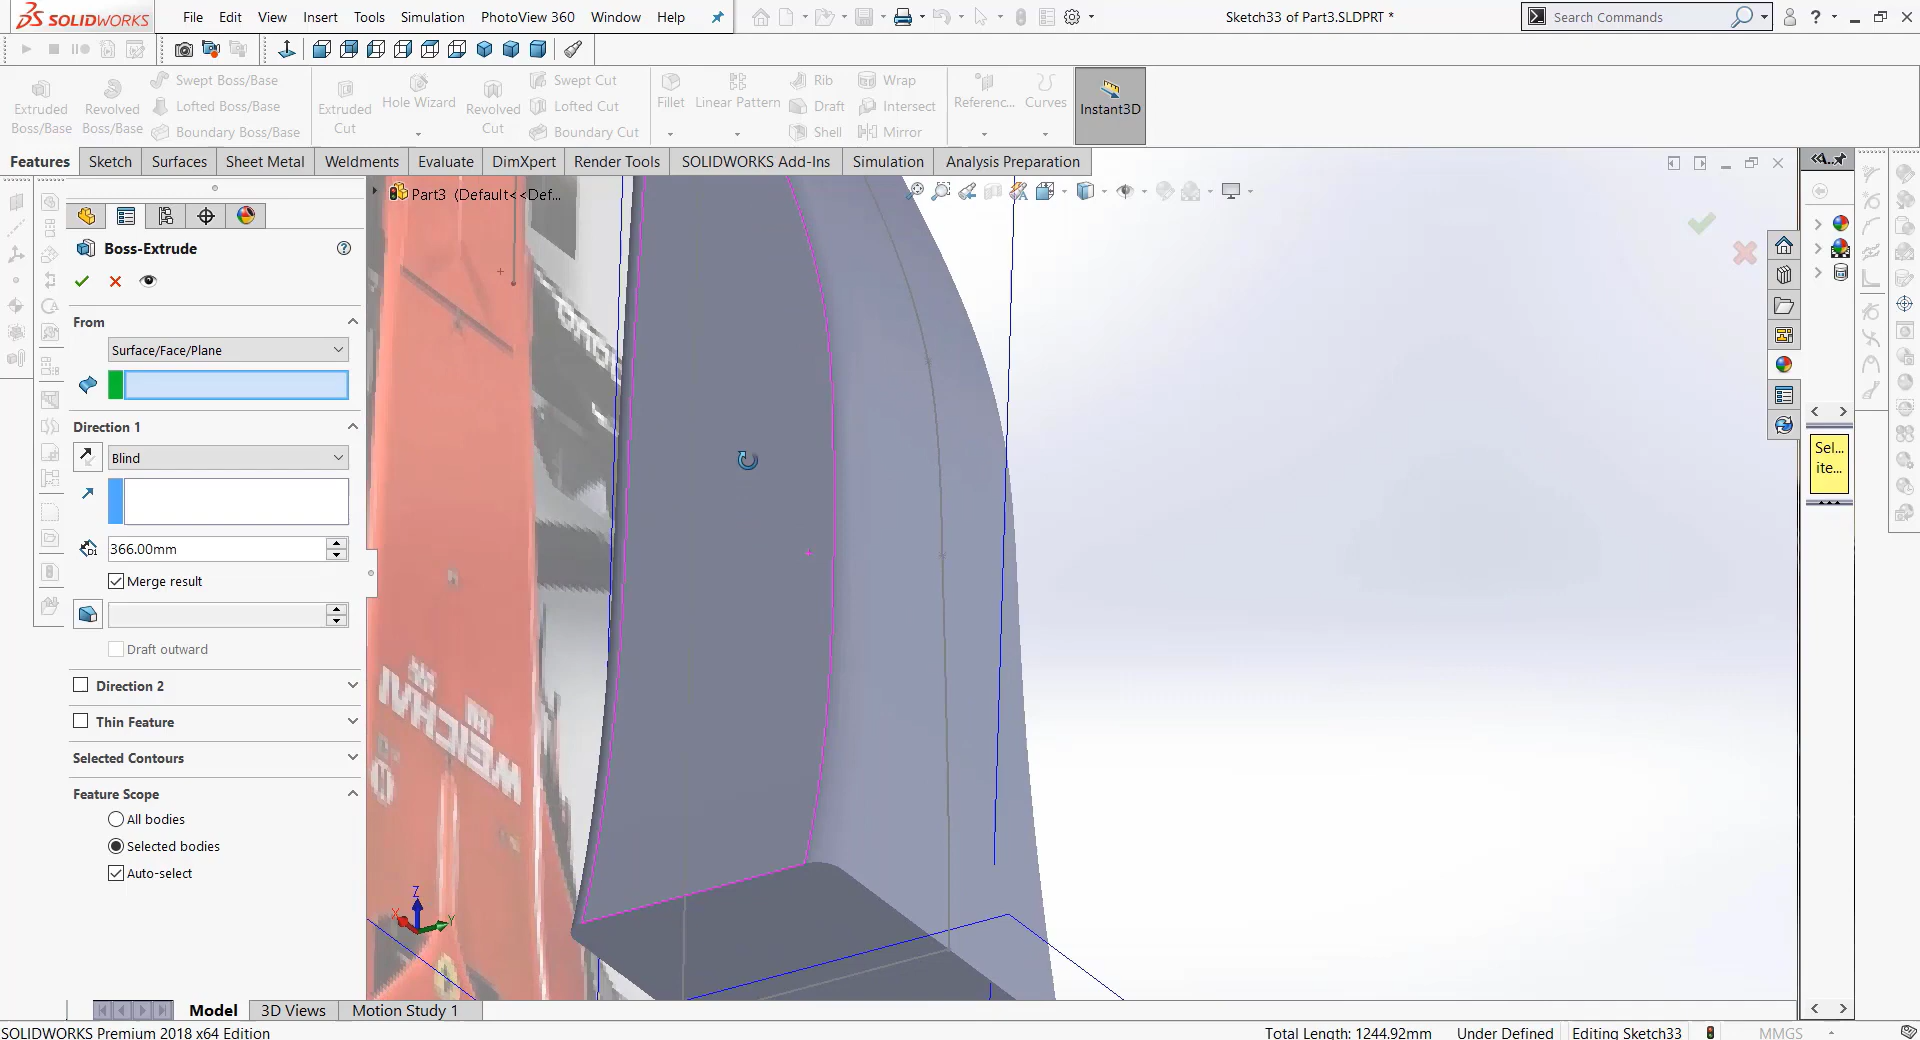 SOLIDWORKS
File Edit View Insert Tools Simulation PhotoView 360 Window Help
Sketch33 of Part3.SLDPRT *
Search Commands
Extruded Boss/Base
Revolved Boss/Base
Swept Boss/Base
Lofted Boss/Base
Boundary Boss/Base
Extruded Cut
Hole Wizard
Revolved Cut
Swept Cut
Lofted Cut
Boundary Cut
Fillet
Linear Pattern
Rib
Draft
Shell
Wrap
Intersect
Mirror
Referenc...
Curves
Instant3D
Features Sketch Surfaces Sheet Metal Weldments Evaluate DimXpert Render Tools SOLIDWORKS Add-Ins Simulation Analysis Preparation
Part3 (Default<<Def...
Boss-Extrude
From
Surface/Face/Plane
Direction 1
Blind
D1
366.00mm
Merge result
Draft outward
Direction 2
Thin Feature
Selected Contours
Feature Scope
All bodies
Selected bodies
Auto-select
WEICHAI
Z
X
Y
Sel...
ite...
Model 3D Views Motion Study 1
SOLIDWORKS Premium 2018 x64 Edition
Total Length: 1244.92mm Under Defined Editing Sketch33 MMGS